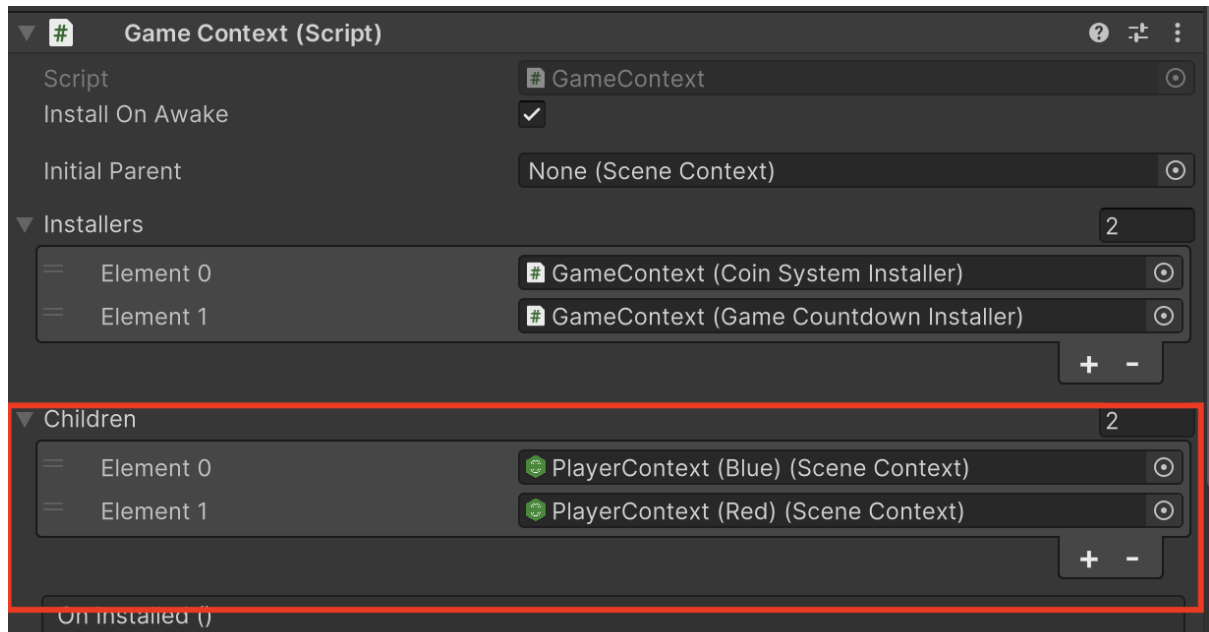 # Game Context (Script)
Script # GameContext
Install On Awake
Initial Parent None (Scene Context)
Installers 2
Element 0 # GameContext (Coin System Installer)
Element 1 # GameContext (Game Countdown Installer)
+ -
Children 2
Element 0 PlayerContext (Blue) (Scene Context)
Element 1 PlayerContext (Red) (Scene Context)
+ -
On Installed ()